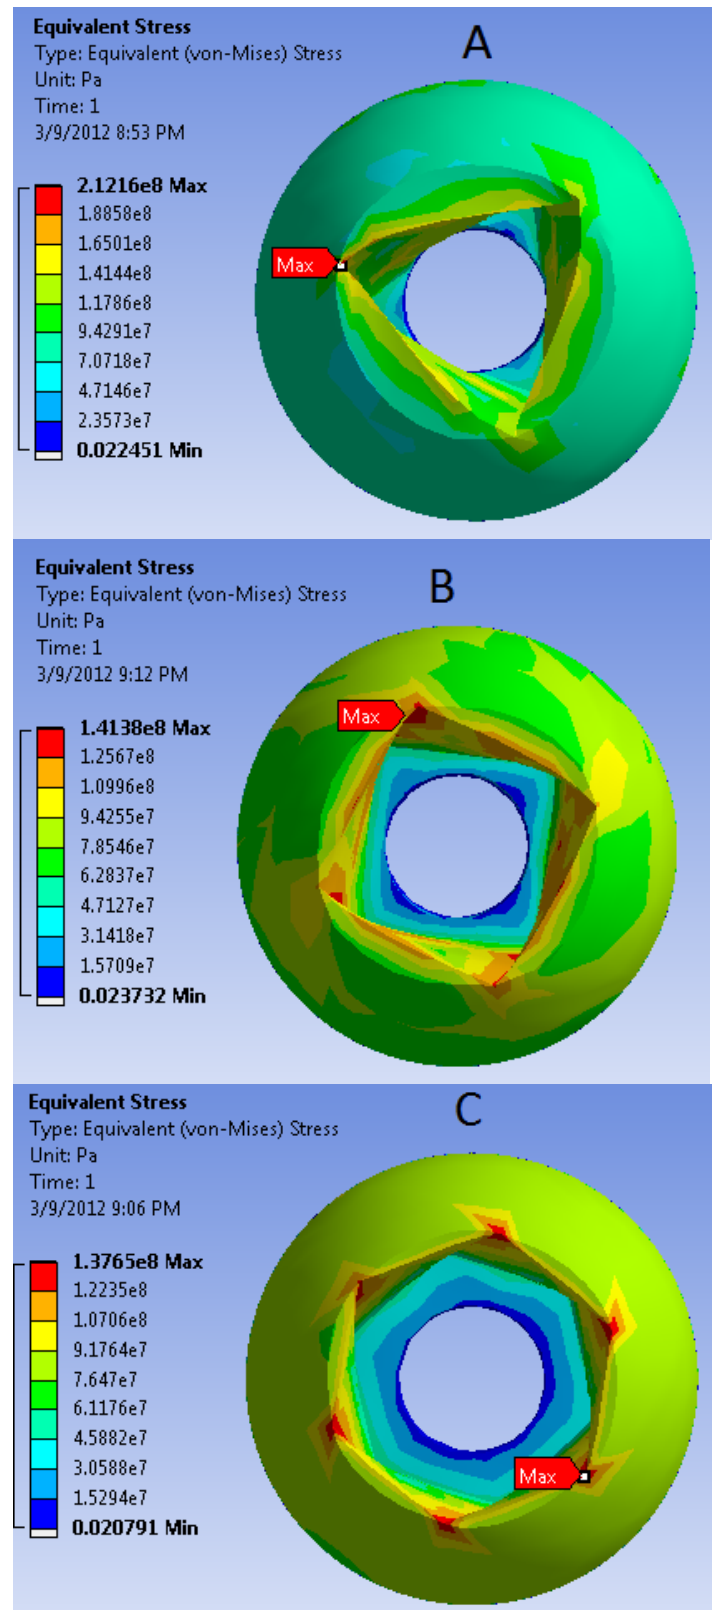 Equivalent Stress
Type: Equivalent (von-Mises) Stress
Unit: Pa
Time: 1
3/9/2012 8:53 PM
A
2.1216e8 Max
1.8858e8
1.6501e8
1.4144e8
1.1786e8
9.4291e7
7.0718e7
4.7146e7
2.3573e7
0.022451 Min
Max
Equivalent Stress
Type: Equivalent (von-Mises) Stress
Unit: Pa
Time: 1
3/9/2012 9:12 PM
B
1.4138e8 Max
1.2567e8
1.0996e8
9.4255e7
7.8546e7
6.2837e7
4.7127e7
3.1418e7
1.5709e7
0.023732 Min
Max
Equivalent Stress
Type: Equivalent (von-Mises) Stress
Unit: Pa
Time: 1
3/9/2012 9:06 PM
C
1.3765e8 Max
1.2235e8
1.0706e8
9.1764e7
7.647e7
6.1176e7
4.5882e7
3.0588e7
1.5294e7
0.020791 Min
Max